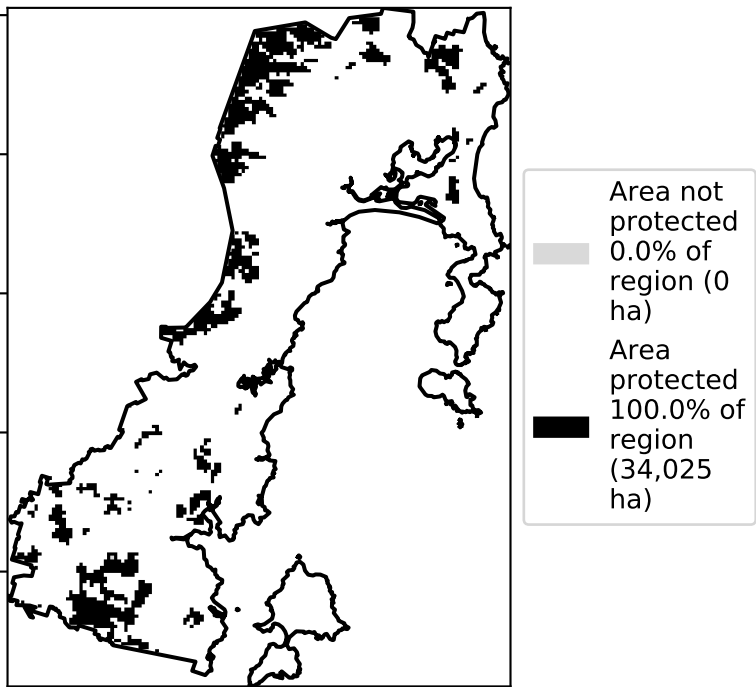 Area not
protected
0.0% of
region (0
ha)
Area
protected
100.0% of
region
(34,025
ha)